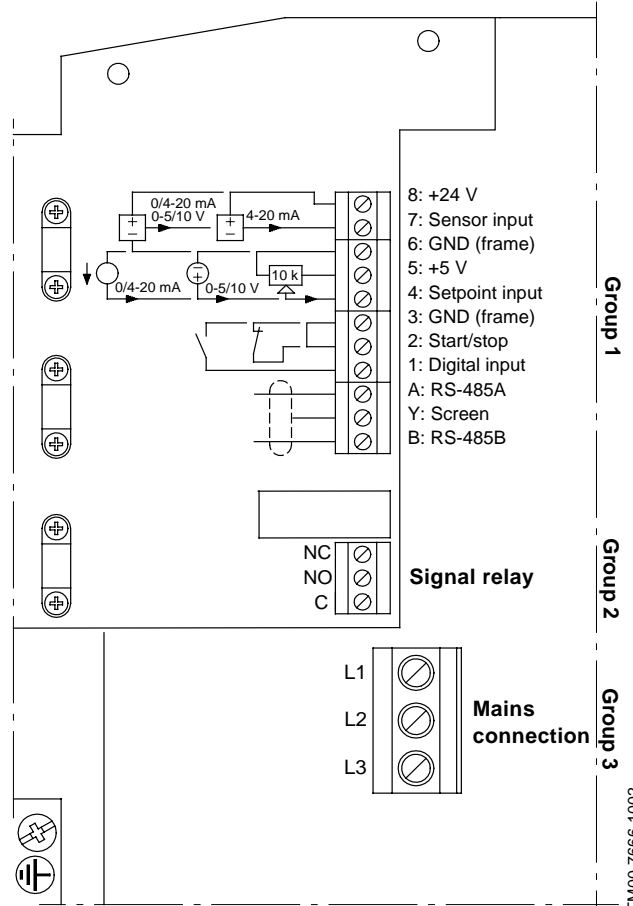 0/4-20 mA
0-5/10 V
4-20 mA
0/4-20 mA
0-5/10 V
10 k
8: +24 V
7: Sensor input
6: GND (frame)
5: +5 V
4: Setpoint input
3: GND (frame)
2: Start/stop
1: Digital input
A: RS-485A
Y: Screen
B: RS-485B
Group 1
NC
NO
C
Signal relay
Group 2
L1
L2
L3
Mains
connection
Group 3